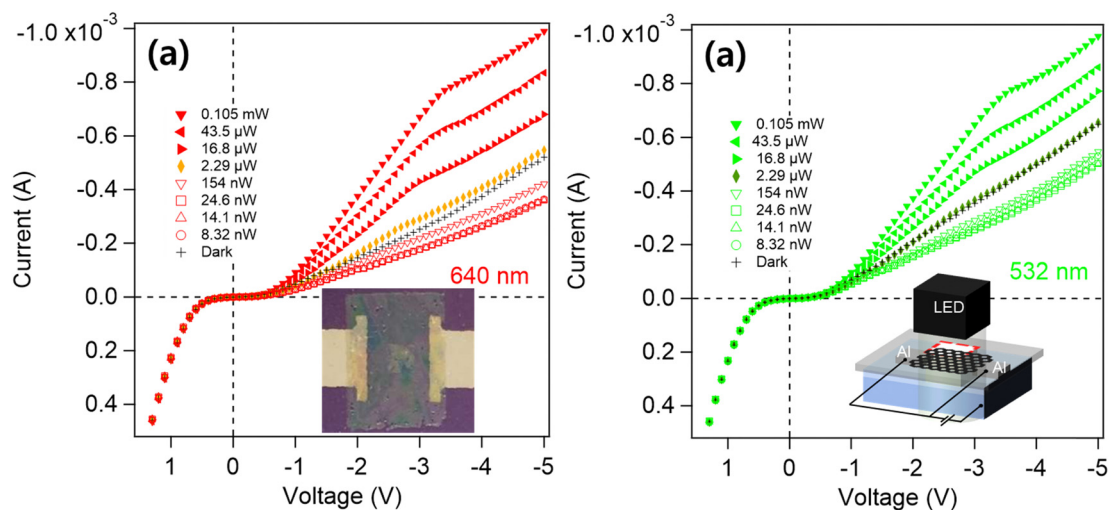 -1.0 x10⁻³
(a)
-0.8
-0.6
-0.4
-0.2
0.0
0.2
0.4
Current (A)
0.105 mW
43.5 µW
16.8 µW
2.29 µW
154 nW
24.6 nW
14.1 nW
8.32 nW
Dark
640 nm
1 0 -1 -2 -3 -4 -5
Voltage (V)
-1.0 x 10⁻³
(a)
-0.8
-0.6
-0.4
-0.2
0.0
0.2
0.4
Current (A)
0.105 mW
43.5 µW
16.8 µW
2.29 µW
154 nW
24.6 nW
14.1 nW
8.32 nW
Dark
532 nm
LED
Al
Al
1 0 -1 -2 -3 -4 -5
Voltage (V)